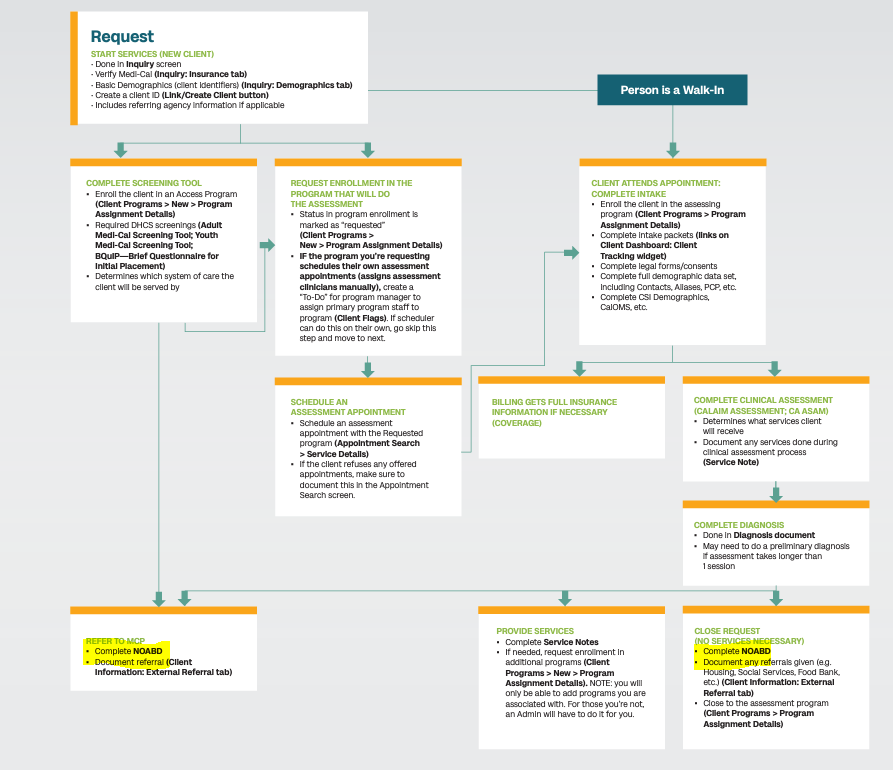 Request
START SERVICES (NEW CLIENT)
- Done in Inquiry screen
- Verify Medi-Cal (Inquiry: Insurance tab)
- Basic Demographics (client identifiers) (Inquiry: Demographics tab)
- Create a client ID (Link/Create Client button)
- Includes referring agency information if applicable
Person is a Walk-In
COMPLETE SCREENING TOOL
• Enroll the client in an Access Program
(Client Programs > New > Program
Assignment Details)
• Required DHCS screenings (Adult
Medi-Cal Screening Tool; Youth
Medi-Cal Screening Tool;
BQuIP—Brief Questionnaire for
Initial Placement)
• Determines which system of care the
client will be served by
REQUEST ENROLLMENT IN THE
PROGRAM THAT WILL DO
THE ASSESSMENT
• Status in program enrollment is
marked as “requested”
(Client Programs >
New > Program Assignment Details)
• IF the program you’re requesting
schedules their own assessment
appointments (assigns assessment
clinicians manually), create a
“To-Do” for program manager to
assign primary program staff to
program (Client Flags). If scheduler
can do this on their own, go skip this
step and move to next.
CLIENT ATTENDS APPOINTMENT:
COMPLETE INTAKE
• Enroll the client in the assessing
program (Client Programs > Program
Assignment Details)
• Complete intake packets (links on
Client Dashboard: Client
Tracking widget)
• Complete legal forms/consents
• Complete full demographic data set,
including Contacts, Aliases, PCP, etc.
• Complete CSI Demographics,
CalOMS, etc.
SCHEDULE AN
ASSESSMENT APPOINTMENT
• Schedule an assessment
appointment with the Requested
program (Appointment Search
> Service Details)
• If the client refuses any offered
appointments, make sure to
document this in the Appointment
Search screen.
BILLING GETS FULL INSURANCE
INFORMATION IF NECESSARY
(COVERAGE)
COMPLETE CLINICAL ASSESSMENT
(CALAIM ASSESSMENT; CA ASAM)
• Determines what services client
will receive
• Document any services done during
clinical assessment process
(Service Note)
COMPLETE DIAGNOSIS
• Done in Diagnosis document
• May need to do a preliminary diagnosis
if assessment takes longer than
1 session
REFER TO MCP
• Complete NOABD
• Document referral (Client
Information: External Referral tab)
PROVIDE SERVICES
• Complete Service Notes
• If needed, request enrollment in
additional programs (Client
Programs > New > Program
Assignment Details). NOTE: you will
only be able to add programs you are
associated with. For those you’re not,
an Admin will have to do it for you.
CLOSE REQUEST
(NO SERVICES NECESSARY)
• Complete NOABD
• Document any referrals given (e.g.
Housing, Social Services, Food Bank,
etc.) (Client Information: External
Referral tab)
• Close to the assessment program
(Client Programs > Program
Assignment Details)